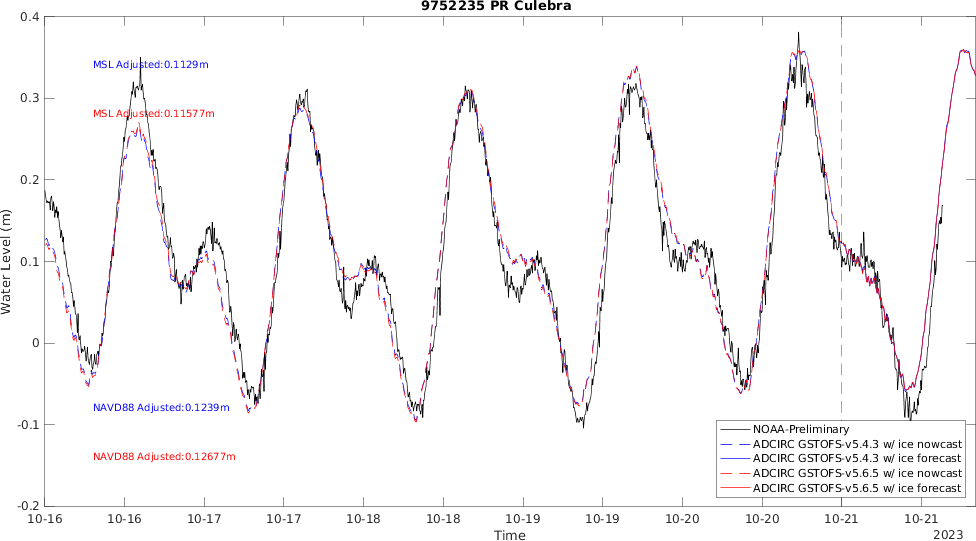 9752235 PR Culebra
0.4
0.3
0.2
0.1
0
-0.1
-0.2
Water Level (m)
MSL Adjusted:0.1129m
MSL Adjusted:0.11577m
NAVD88 Adjusted:0.1239m
NAVD88 Adjusted:0.12677m
NOAA-Preliminary
ADCIRC GSTOFS-v5.4.3 w/ ice nowcast
ADCIRC GSTOFS-v5.4.3 w/ ice forecast
ADCIRC GSTOFS-v5.6.5 w/ ice nowcast
ADCIRC GSTOFS-v5.6.5 w/ ice forecast
10-16 10-16 10-17 10-17 10-18 10-18 10-19 10-19 10-20 10-20 10-21 10-21
Time
2023